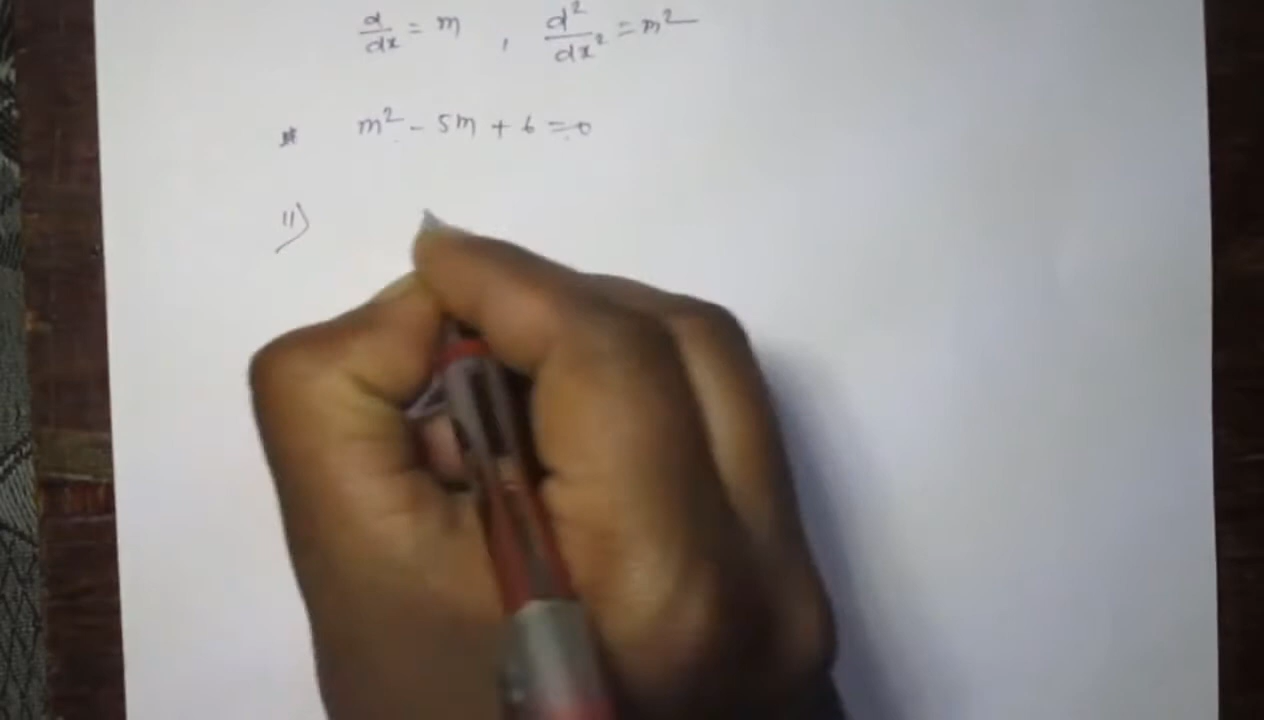 d/dx = m , d²/dx² = m²
m² - 5m + 6 = 0
11)